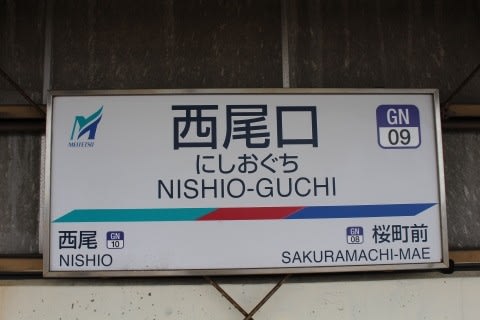 MEITETSU
西尾口
GN
09
にしおぐち
NISHIO-GUCHI
西尾 GN 10
NISHIO
GN 08 桜町前
SAKURAMACHI-MAE